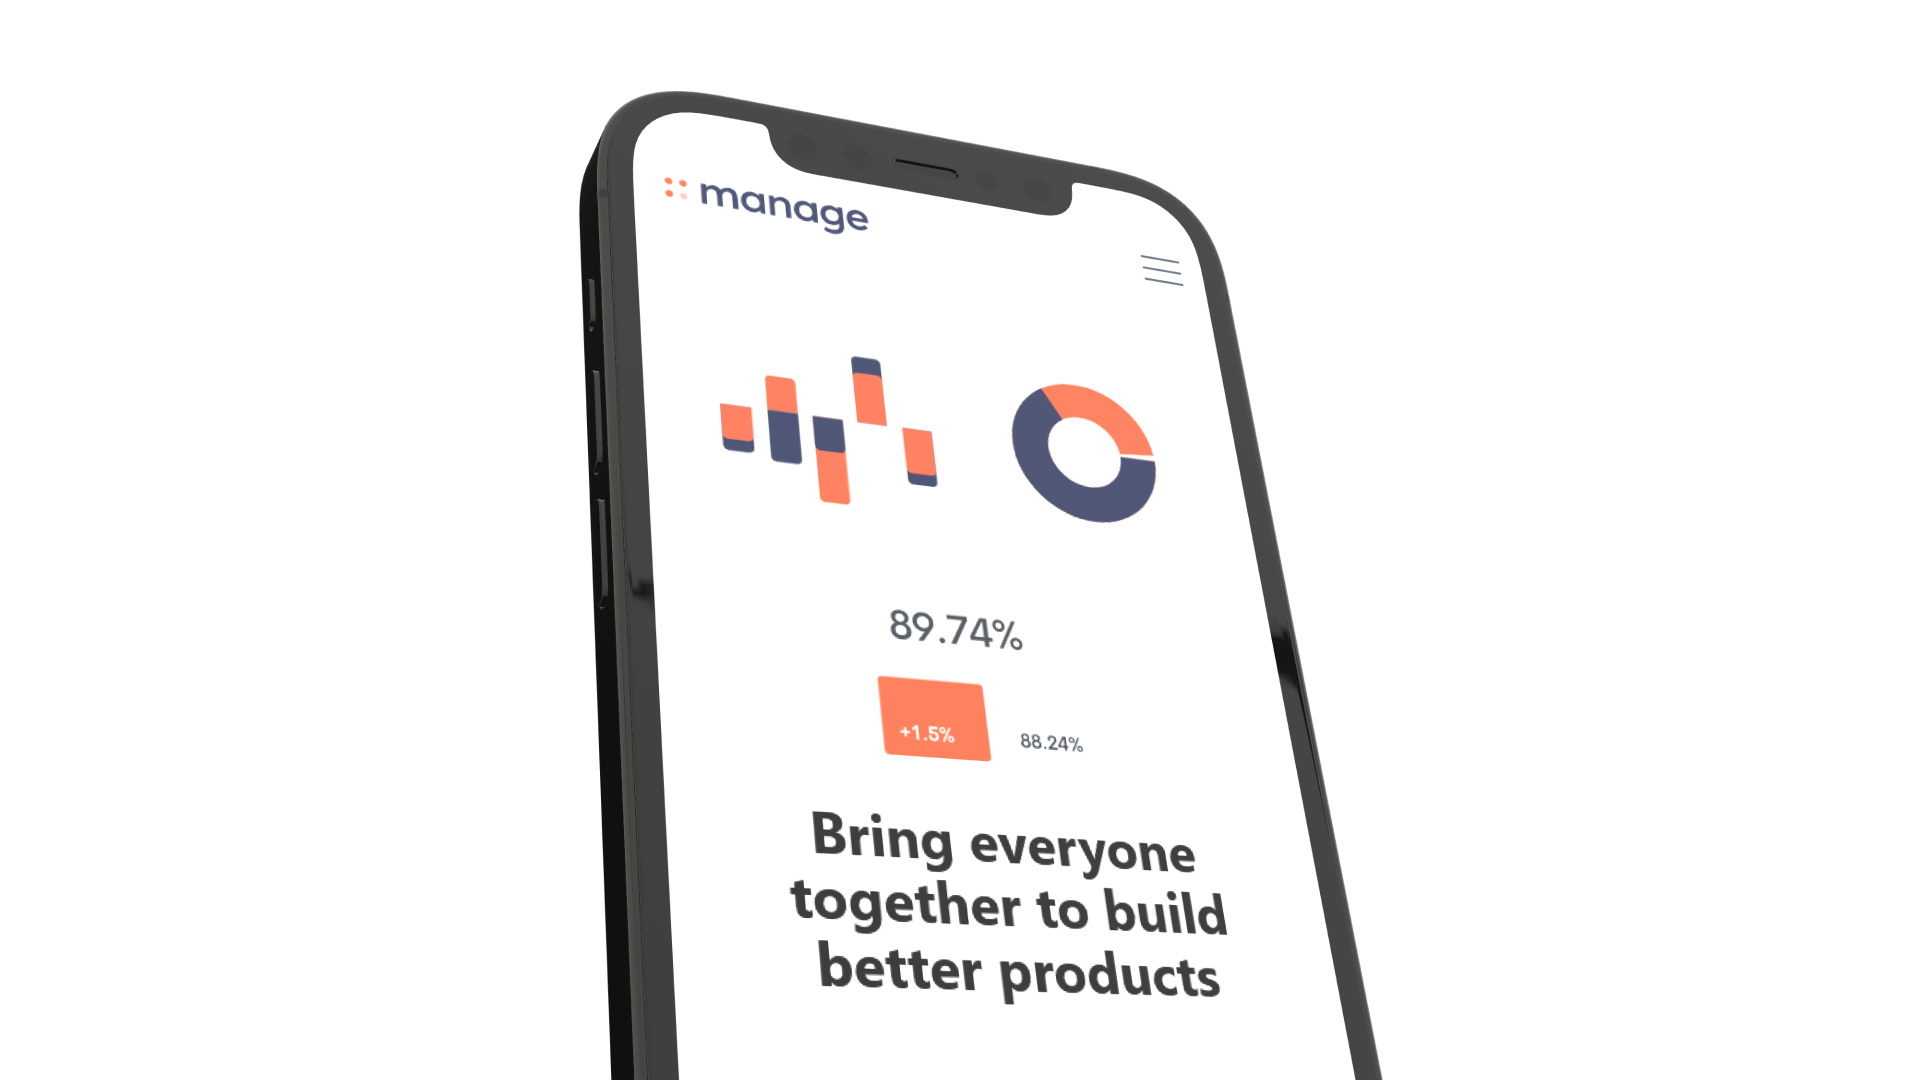 manage
89.74%
+1.5%
88.24%
Bring everyone
together to build
better products